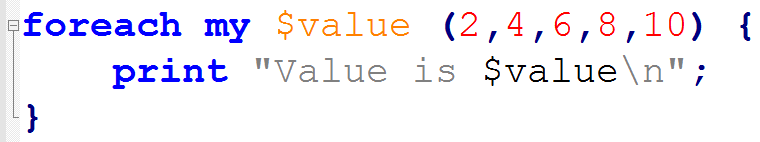 foreach my $value (2,4,6,8,10) {
    print "Value is $value\n";
}